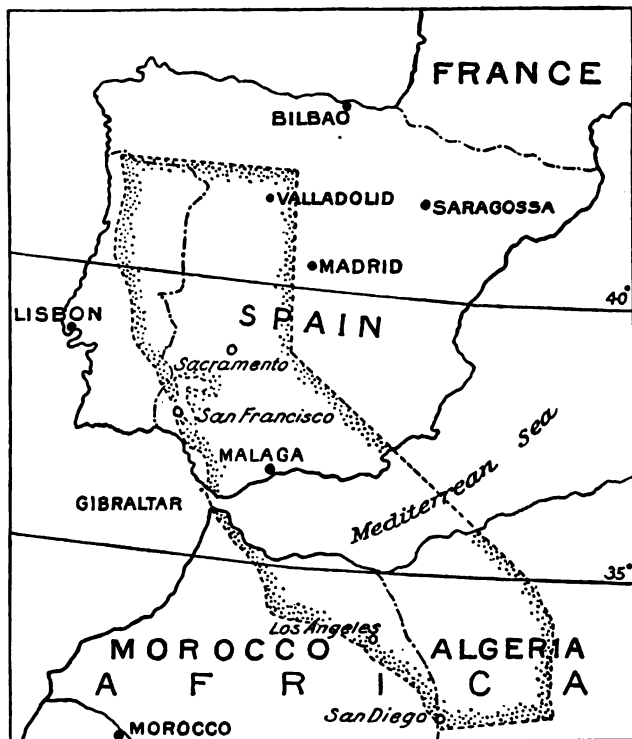 FRANCE
BILBAO
VALLADOLID
SARAGOSSA
MADRID
40°
LISBON
SPAIN
Sacramento
San Francisco
MALAGA
GIBRALTAR
Mediterrean Sea
35°
Los Angeles
MOROCCO
ALGERIA
AFRICA
San Diego
MOROCCO